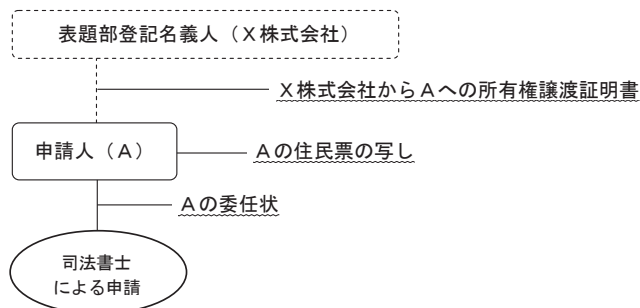 表題部登記名義人（X株式会社）
X株式会社からAへの所有権譲渡証明書
申請人（A）
Aの住民票の写し
Aの委任状
司法書士
による申請